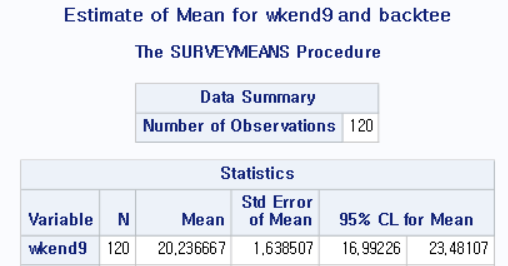 Estimate of Mean for wkend9 and backtee
The SURVEYMEANS Procedure
Data Summary
Number of Observations 120
Statistics
Variable N Mean Std Error of Mean 95% CL for Mean
wkend9 120 20,236667 1,638507 16,99226 23,48107